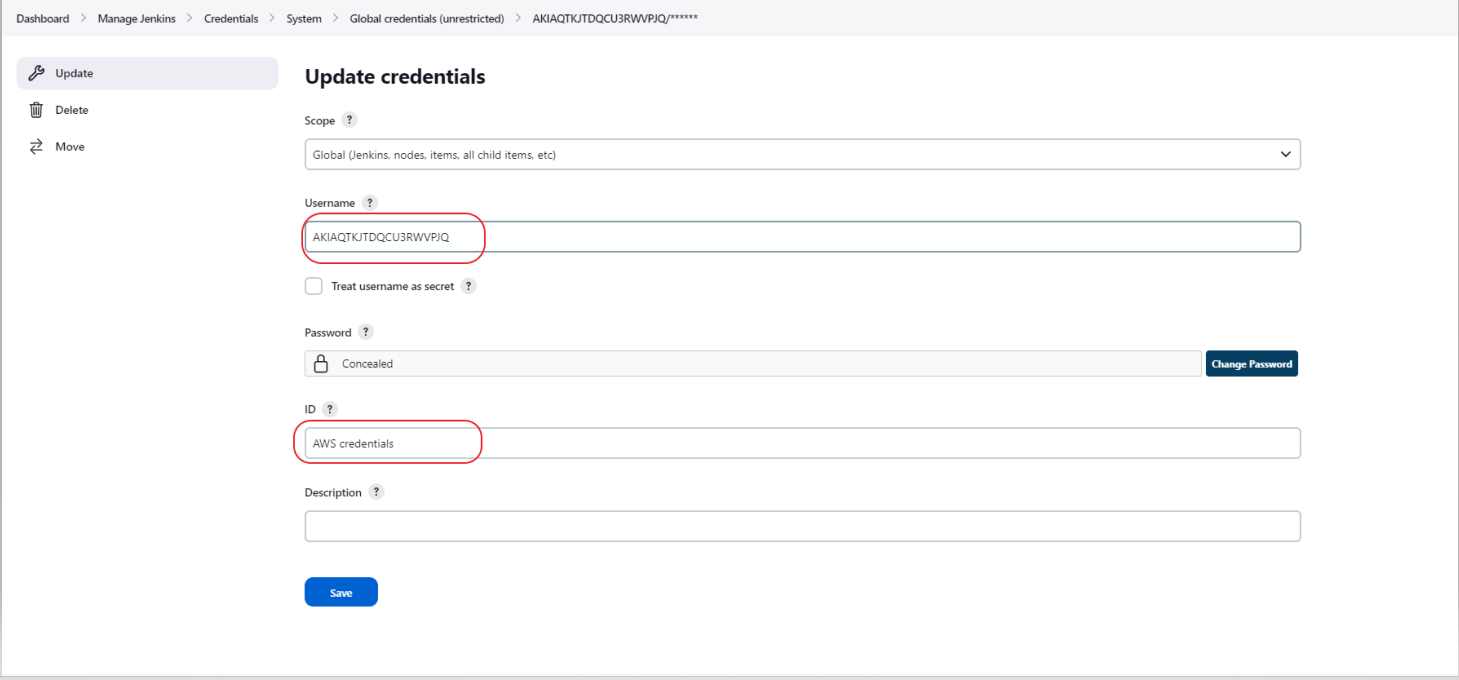 Dashboard > Manage Jenkins > Credentials > System > Global credentials (unrestricted) > AKIAQTKJTDQCU3RWVPJQ/******
Update
Delete
Move
Update credentials
Scope ?
Global (Jenkins, nodes, items, all child items, etc)
Username ?
AKIAQTKJTDQCU3RWVPJQ
Treat username as secret ?
Password ?
Concealed
Change Password
ID ?
AWS credentials
Description ?
Save